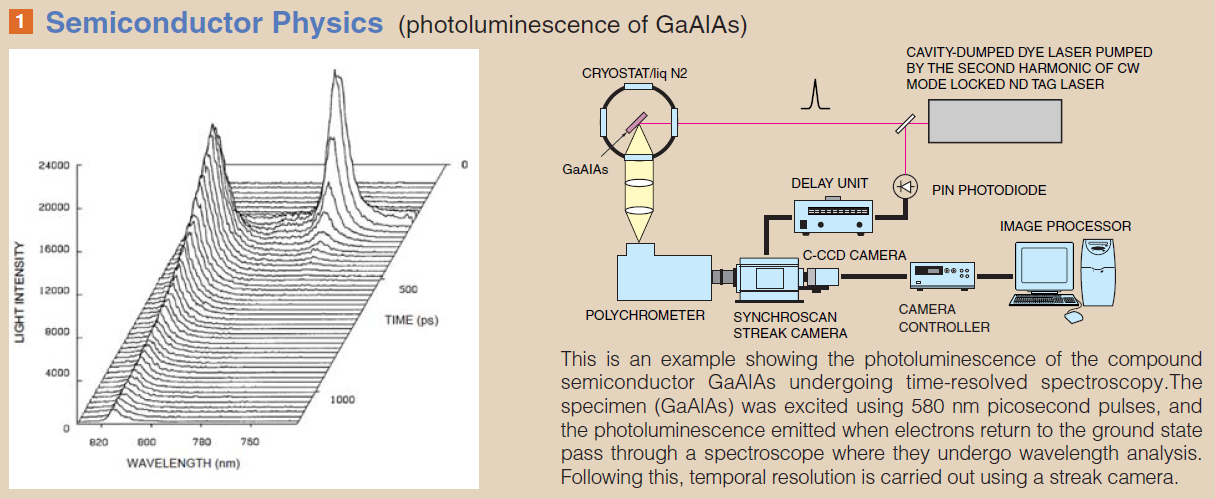 1 Semiconductor Physics (photoluminescence of GaAlAs)
24000
20000
16000
12000
8000
4000
0
LIGHT INTENSITY
820 800 780 760
WAVELENGTH (nm)
0
500
TIME (ps)
1000
CAVITY-DUMPED DYE LASER PUMPED
BY THE SECOND HARMONIC OF CW
MODE LOCKED ND TAG LASER
CRYOSTAT/liq N2
GaAlAs
DELAY UNIT
PIN PHOTODIODE
IMAGE PROCESSOR
C-CCD CAMERA
POLYCHROMETER
SYNCHROSCAN
STREAK CAMERA
CAMERA
CONTROLLER
This is an example showing the photoluminescence of the compound
semiconductor GaAlAs undergoing time-resolved spectroscopy.The
specimen (GaAlAs) was excited using 580 nm picosecond pulses, and
the photoluminescence emitted when electrons return to the ground state
pass through a spectroscope where they undergo wavelength analysis.
Following this, temporal resolution is carried out using a streak camera.